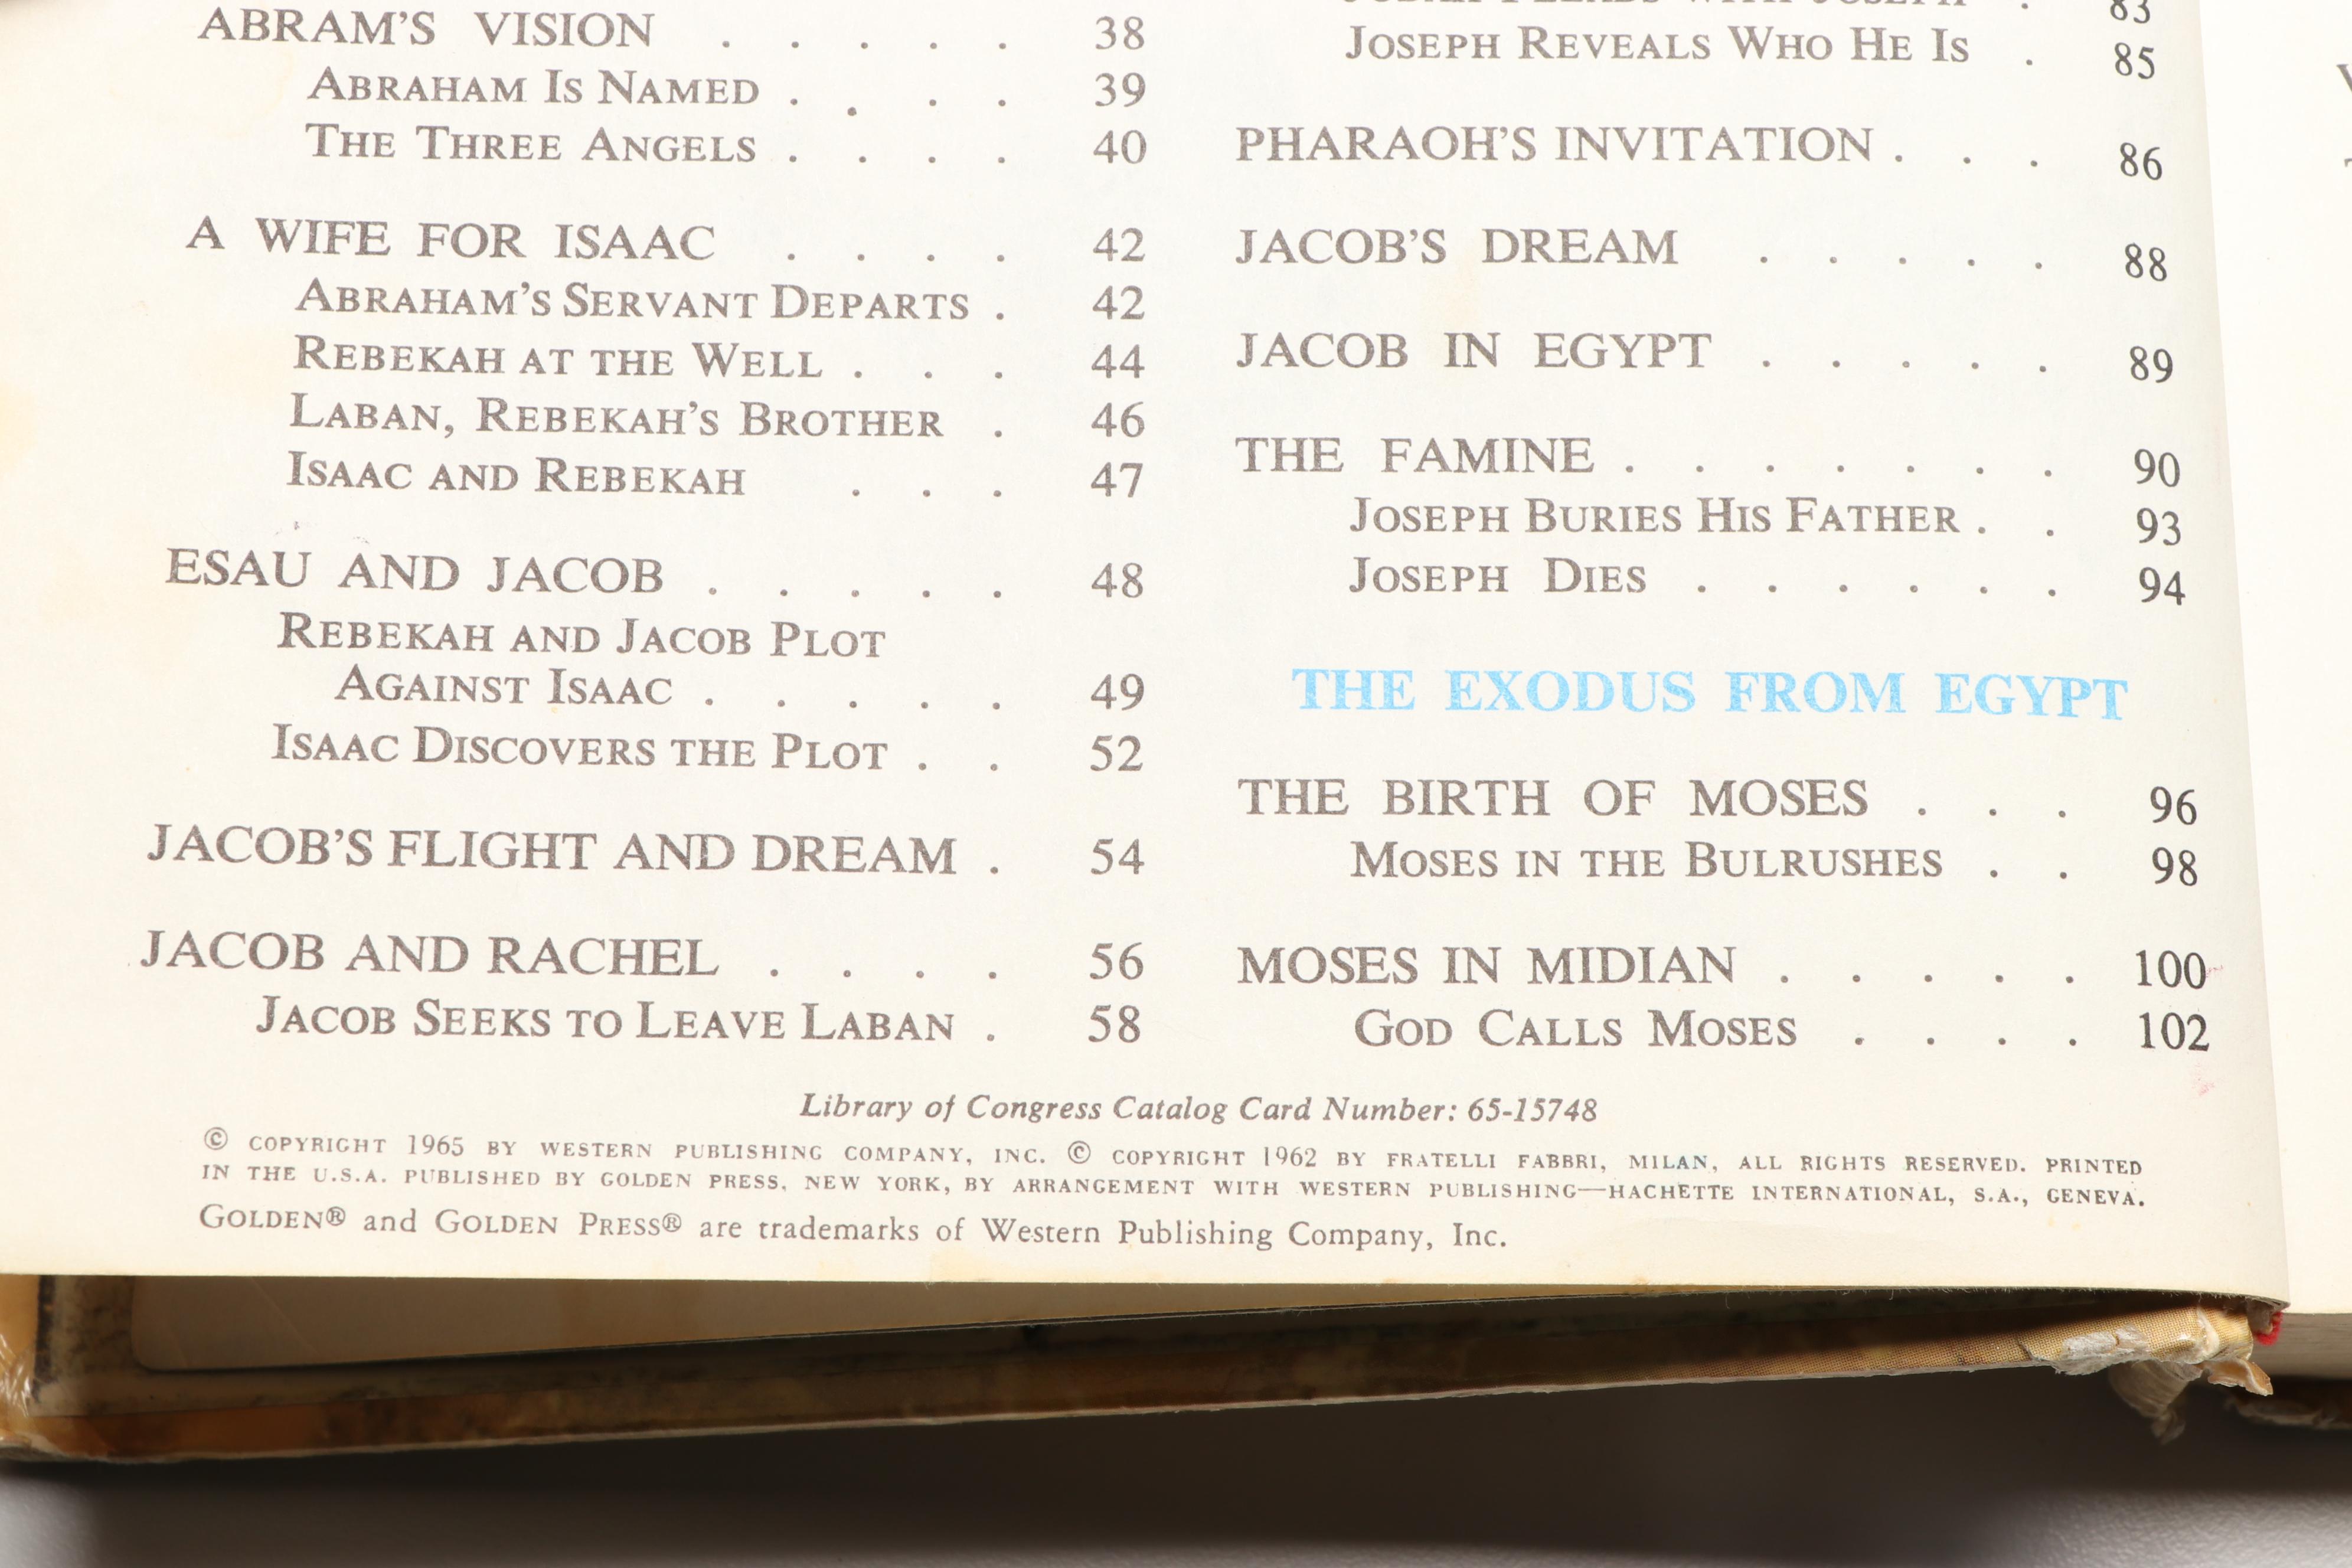 ABRAM'S VISION . . . . . 38
ABRAHAM IS NAMED . . . . 39
THE THREE ANGELS . . . . 40
A WIFE FOR ISAAC . . . . 42
ABRAHAM'S SERVANT DEPARTS . 42
REBEKAH AT THE WELL . . . 44
LABAN, REBEKAH'S BROTHER . 46
ISAAC AND REBEKAH . . . 47
ESAU AND JACOB . . . . . 48
REBEKAH AND JACOB PLOT
AGAINST ISAAC . . . . . 49
ISAAC DISCOVERS THE PLOT . . 52
JACOB'S FLIGHT AND DREAM . 54
JACOB AND RACHEL . . . . 56
JACOB SEEKS TO LEAVE LABAN . 58
JUDAH PLEADS WITH JOSEPH . 83
JOSEPH REVEALS WHO HE IS . 85
PHARAOH'S INVITATION . . . 86
JACOB'S DREAM . . . . . 88
JACOB IN EGYPT . . . . . 89
THE FAMINE . . . . . . . 90
JOSEPH BURIES HIS FATHER . . 93
JOSEPH DIES . . . . . . 94
THE EXODUS FROM EGYPT
THE BIRTH OF MOSES . . . 96
MOSES IN THE BULRUSHES . . 98
MOSES IN MIDIAN . . . . . 100
GOD CALLS MOSES . . . . 102
Library of Congress Catalog Card Number: 65-15748
© COPYRIGHT 1965 BY WESTERN PUBLISHING COMPANY, INC. © COPYRIGHT 1962 BY FRATELLI FABBRI, MILAN, ALL RIGHTS RESERVED. PRINTED
IN THE U.S.A. PUBLISHED BY GOLDEN PRESS, NEW YORK, BY ARRANGEMENT WITH WESTERN PUBLISHING—HACHETTE INTERNATIONAL, S.A., GENEVA.
GOLDEN® and GOLDEN PRESS® are trademarks of Western Publishing Company, Inc.